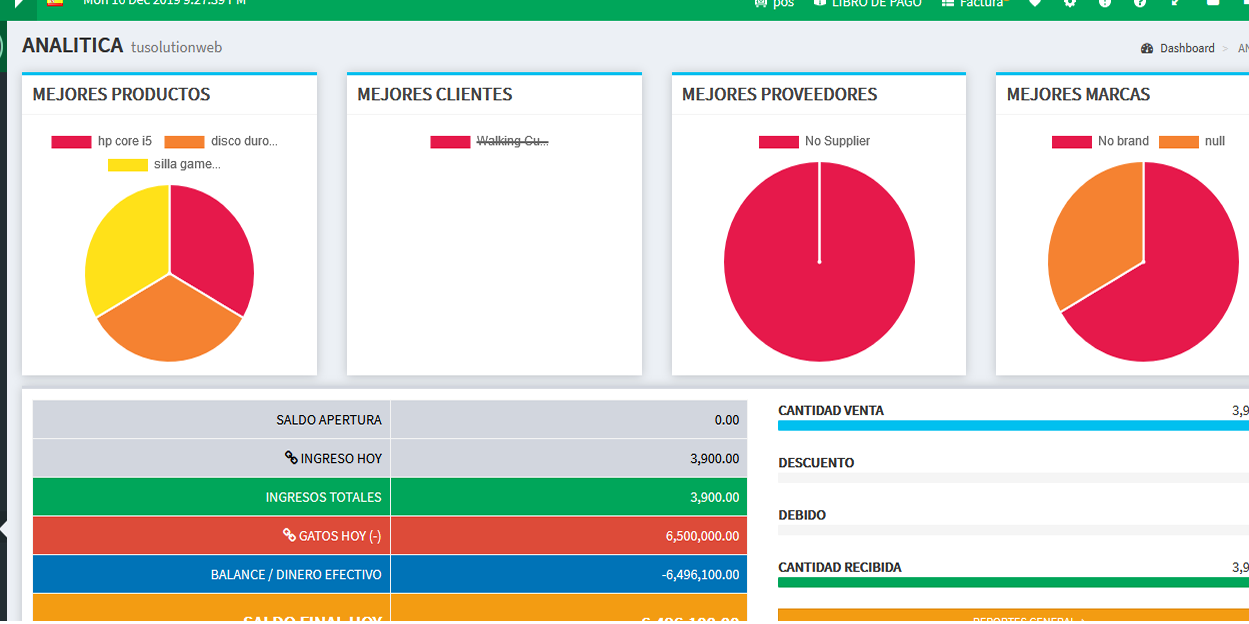 Mon 16 Dec 2019 9:27:39 PM
pos LIBRO DE PAGO Factura
ANALITICA tusolutionweb
Dashboard >
MEJORES PRODUCTOS
hp core i5 disco duro...
silla game...
MEJORES CLIENTES
Walking Cu...
MEJORES PROVEEDORES
No Supplier
MEJORES MARCAS
No brand null
SALDO APERTURA 0.00
INGRESO HOY 3,900.00
INGRESOS TOTALES 3,900.00
GATOS HOY (-) 6,500,000.00
BALANCE / DINERO EFECTIVO -6,496,100.00
SALDO FINAL HOY
CANTIDAD VENTA 3,9
DESCUENTO
DEBIDO
CANTIDAD RECIBIDA 3,9
REPORTES GENERAL